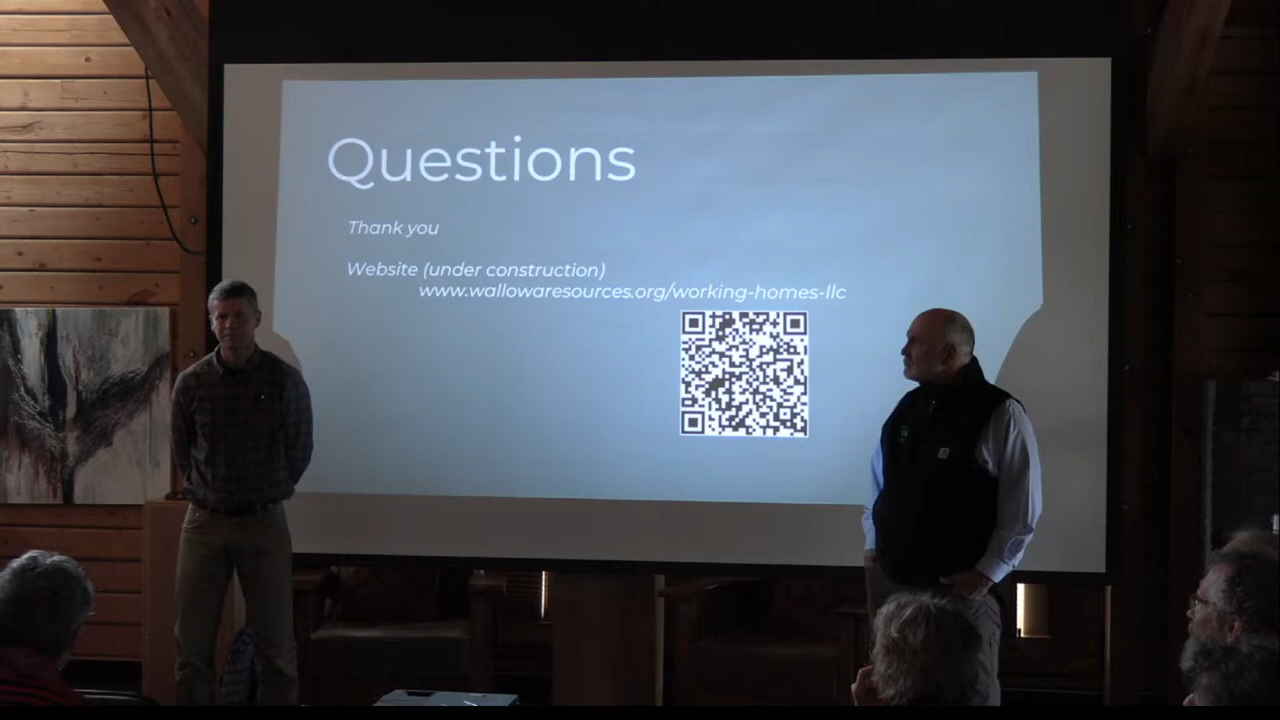 Questions
Thank you
Website (under construction)
www.wallowaresources.org/working-homes-llc